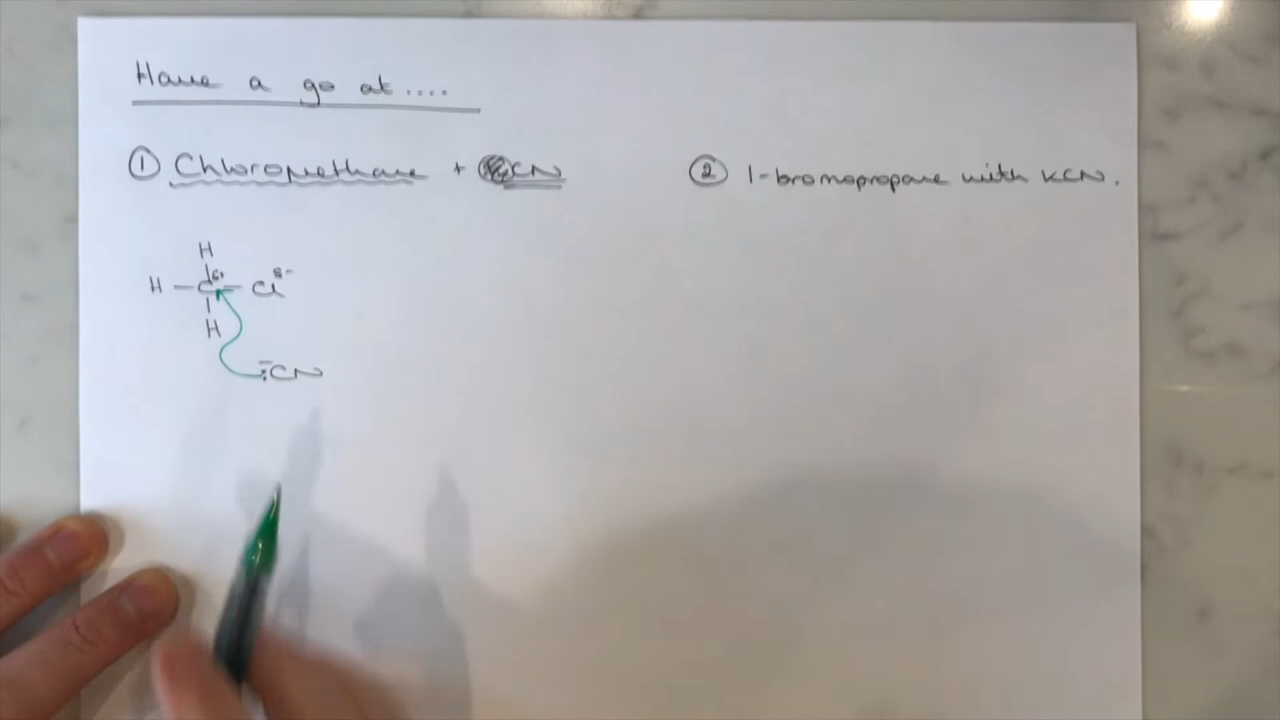 Have a go at ....
① Chloromethane + CN
② 1-bromopropane with KCN.
H
H — C δ+ — Cl δ-
H
:̄CN